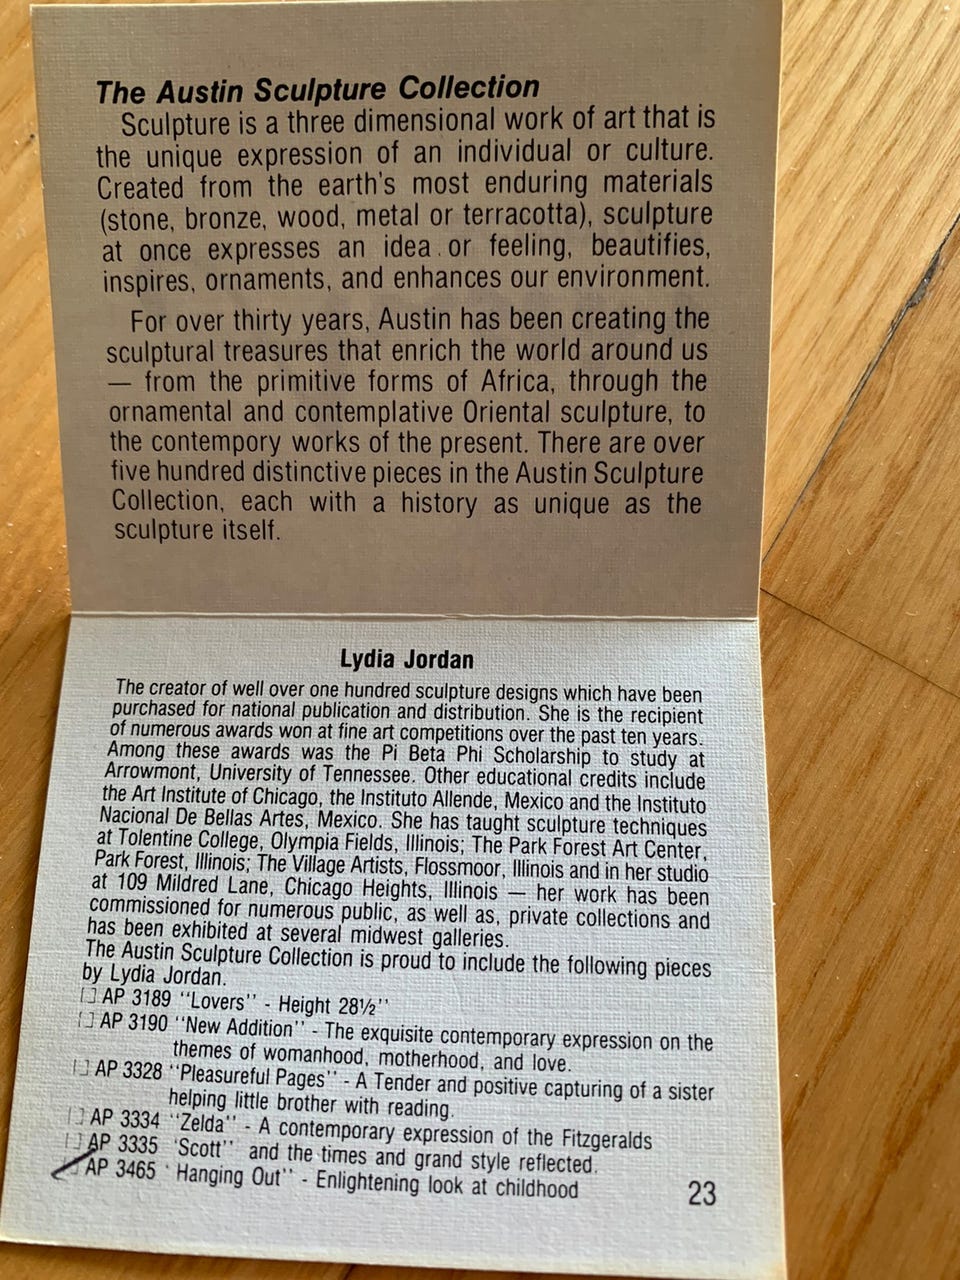 The Austin Sculpture Collection
Sculpture is a three dimensional work of art that is
the unique expression of an individual or culture.
Created from the earth's most enduring materials
(stone, bronze, wood, metal or terracotta), sculpture
at once expresses an idea or feeling, beautifies,
inspires, ornaments, and enhances our environment.
For over thirty years, Austin has been creating the
sculptural treasures that enrich the world around us
— from the primitive forms of Africa, through the
ornamental and contemplative Oriental sculpture, to
the contempory works of the present. There are over
five hundred distinctive pieces in the Austin Sculpture
Collection, each with a history as unique as the
sculpture itself.
Lydia Jordan
The creator of well over one hundred sculpture designs which have been
purchased for national publication and distribution. She is the recipient
of numerous awards won at fine art competitions over the past ten years.
Among these awards was the Pi Beta Phi Scholarship to study at
Arrowmont, University of Tennessee. Other educational credits include
the Art Institute of Chicago, the Instituto Allende, Mexico and the Instituto
Nacional De Bellas Artes, Mexico. She has taught sculpture techniques
at Tolentine College, Olympia Fields, Illinois; The Park Forest Art Center,
Park Forest, Illinois; The Village Artists, Flossmoor, Illinois and in her studio
at 109 Mildred Lane, Chicago Heights, Illinois — her work has been
commissioned for numerous public, as well as, private collections and
has been exhibited at several midwest galleries.
The Austin Sculpture Collection is proud to include the following pieces
by Lydia Jordan.
AP 3189 "Lovers" - Height 28½"
AP 3190 "New Addition" - The exquisite contemporary expression on the
themes of womanhood, motherhood, and love.
AP 3328 "Pleasureful Pages" - A Tender and positive capturing of a sister
helping little brother with reading.
AP 3334 "Zelda" - A contemporary expression of the Fitzgeralds
AP 3335 'Scott" and the times and grand style reflected.
AP 3465 'Hanging Out" - Enlightening look at childhood
23